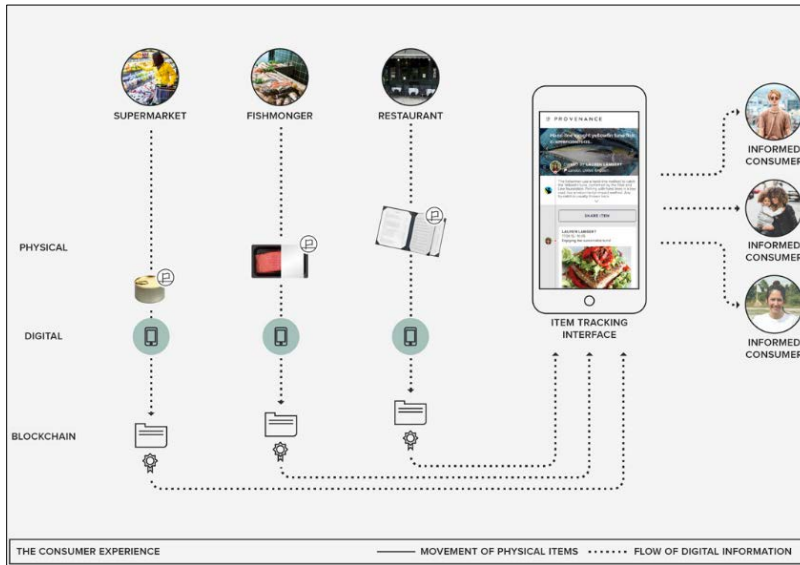 SUPERMARKET
FISHMONGER
RESTAURANT
PROVENANCE
SHARE ITEM
INFORMED
CONSUMER
INFORMED
CONSUMER
INFORMED
CONSUMER
PHYSICAL
DIGITAL
BLOCKCHAIN
ITEM TRACKING
INTERFACE
THE CONSUMER EXPERIENCE
MOVEMENT OF PHYSICAL ITEMS
FLOW OF DIGITAL INFORMATION